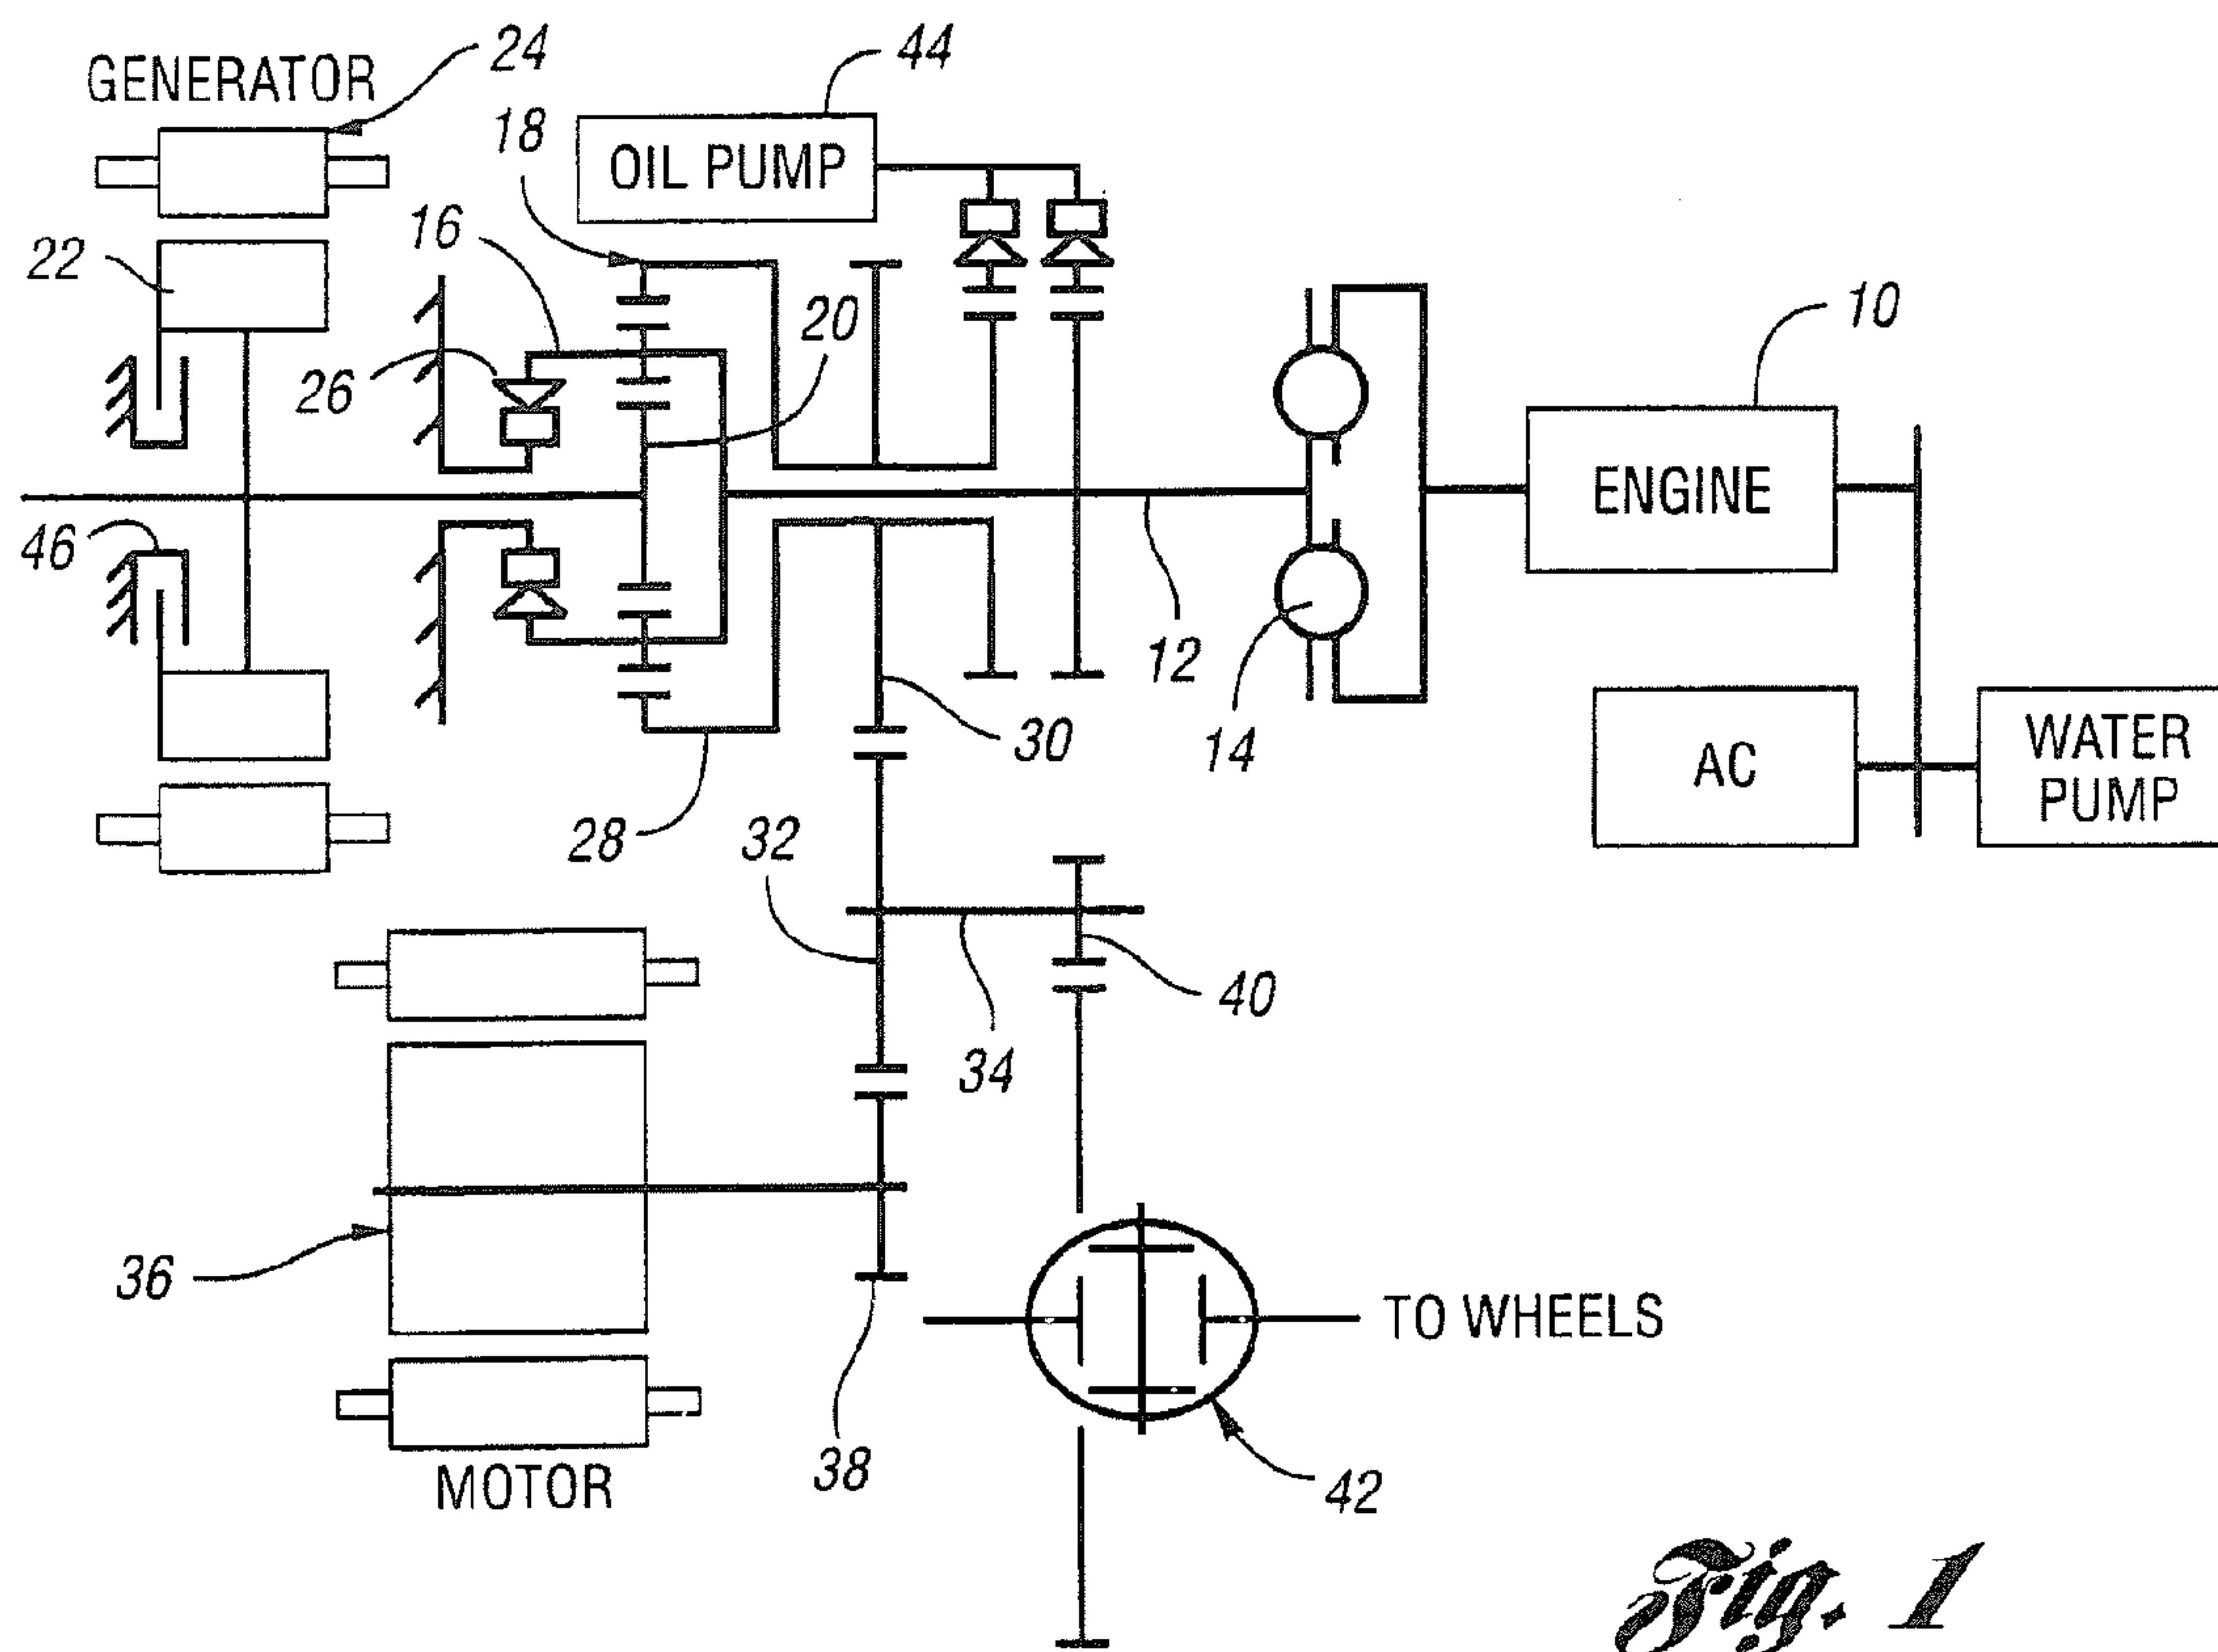 GENERATOR
24
44
18
OIL PUMP
16
22
20
10
26
ENGINE
46
12
30
14
AC
WATER
PUMP
28
32
40
34
36
TO WHEELS
38
42
MOTOR
Fig. 1